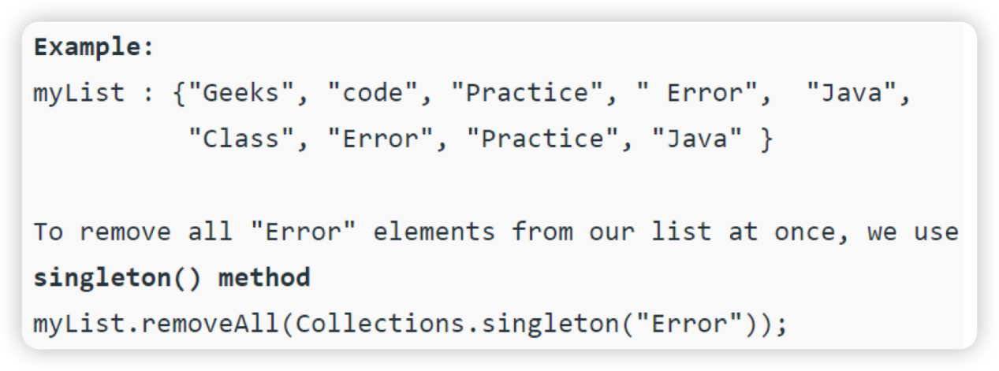 Example:
myList : {"Geeks", "code", "Practice", " Error",  "Java",
          "Class", "Error", "Practice", "Java" }
To remove all "Error" elements from our list at once, we use
singleton() method
myList.removeAll(Collections.singleton("Error"));